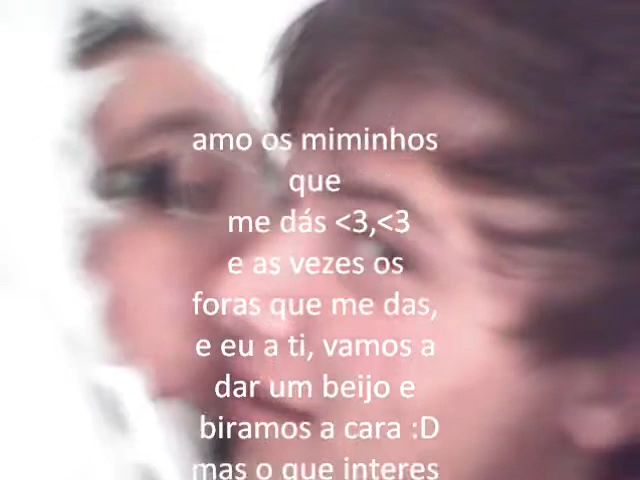 amo os miminhos
que
me dás <3,<3
e as vezes os
foras que me das,
e eu a ti, vamos a
dar um beijo e
biramos a cara :D
mas o que interes